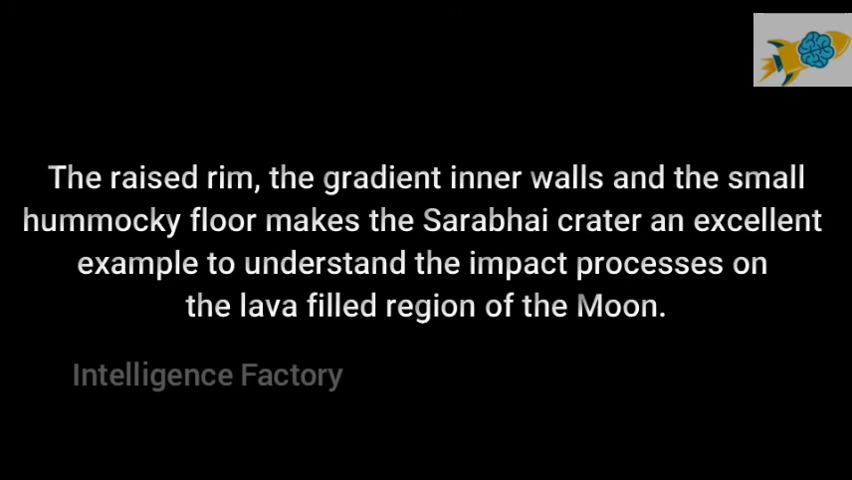 The raised rim, the gradient inner walls and the small
hummocky floor makes the Sarabhai crater an excellent
example to understand the impact processes on
the lava filled region of the Moon.
Intelligence Factory